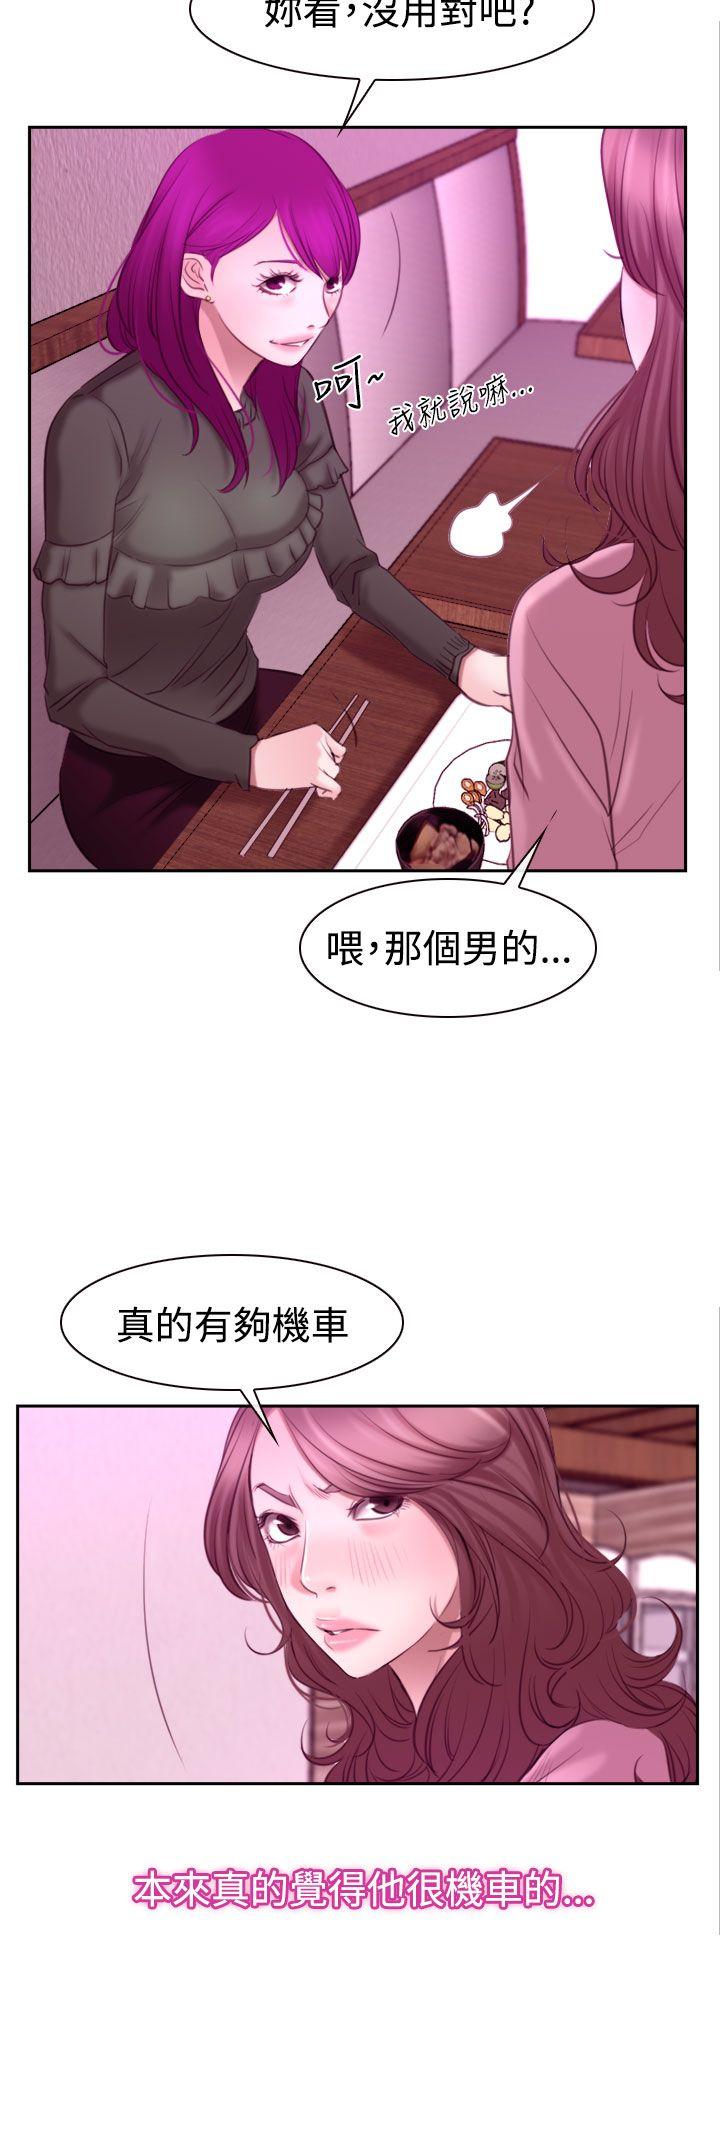 妳看，沒用對吧？
呵~
我就說嘛…
喂，那個男的…
真的有夠機車
本來真的覺得他很機車的…